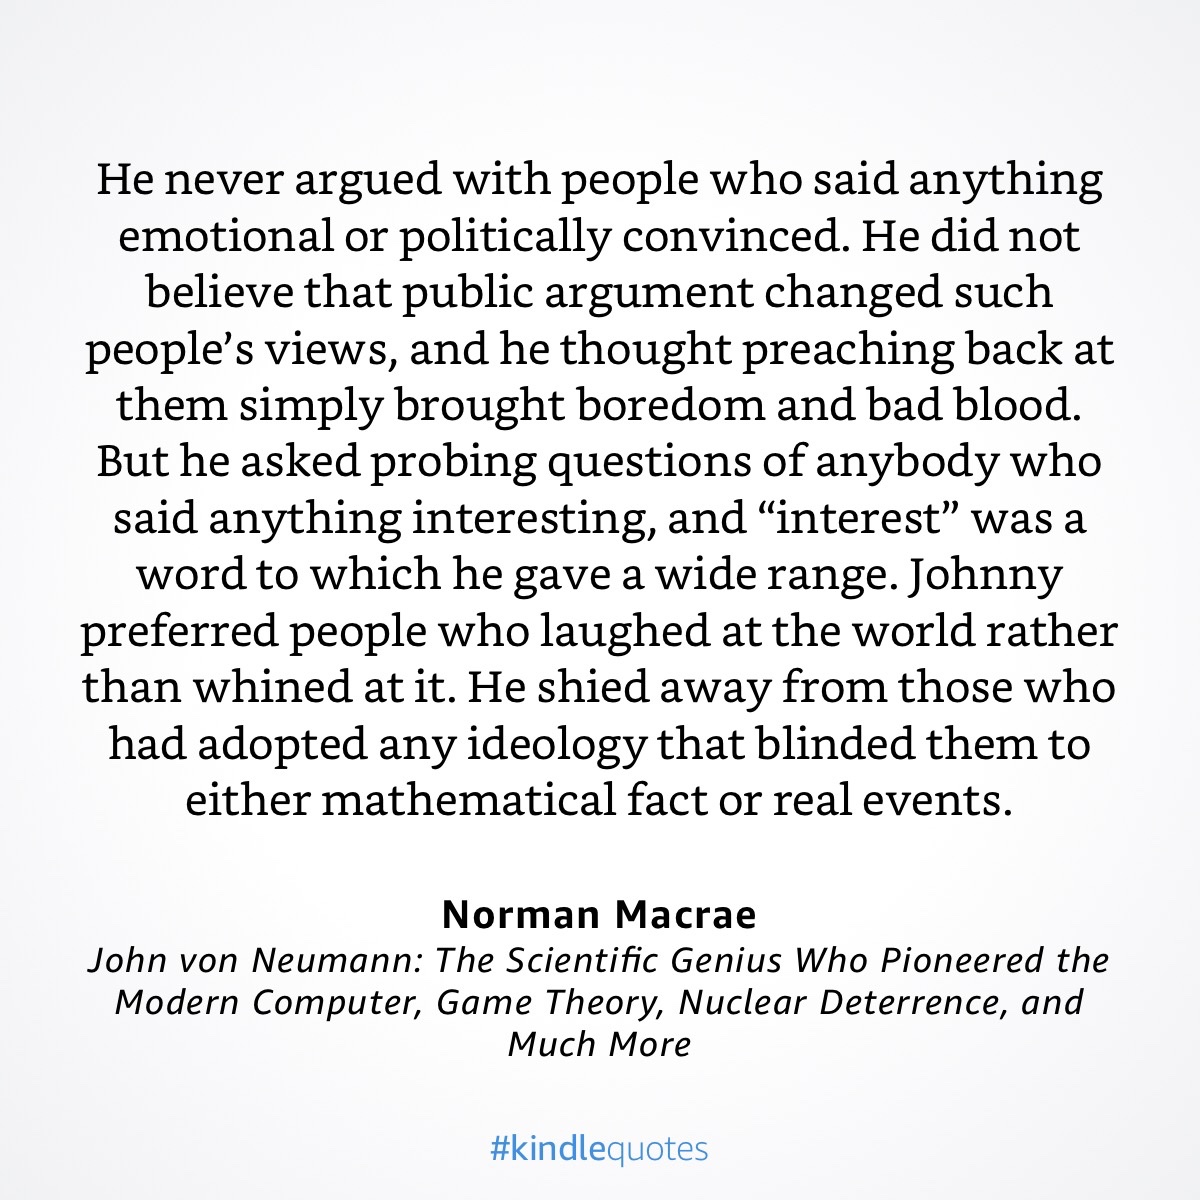 He never argued with people who said anything
emotional or politically convinced. He did not
believe that public argument changed such
people’s views, and he thought preaching back at
them simply brought boredom and bad blood.
But he asked probing questions of anybody who
said anything interesting, and “interest” was a
word to which he gave a wide range. Johnny
preferred people who laughed at the world rather
than whined at it. He shied away from those who
had adopted any ideology that blinded them to
either mathematical fact or real events.
Norman Macrae
John von Neumann: The Scientific Genius Who Pioneered the
Modern Computer, Game Theory, Nuclear Deterrence, and
Much More
#kindlequotes